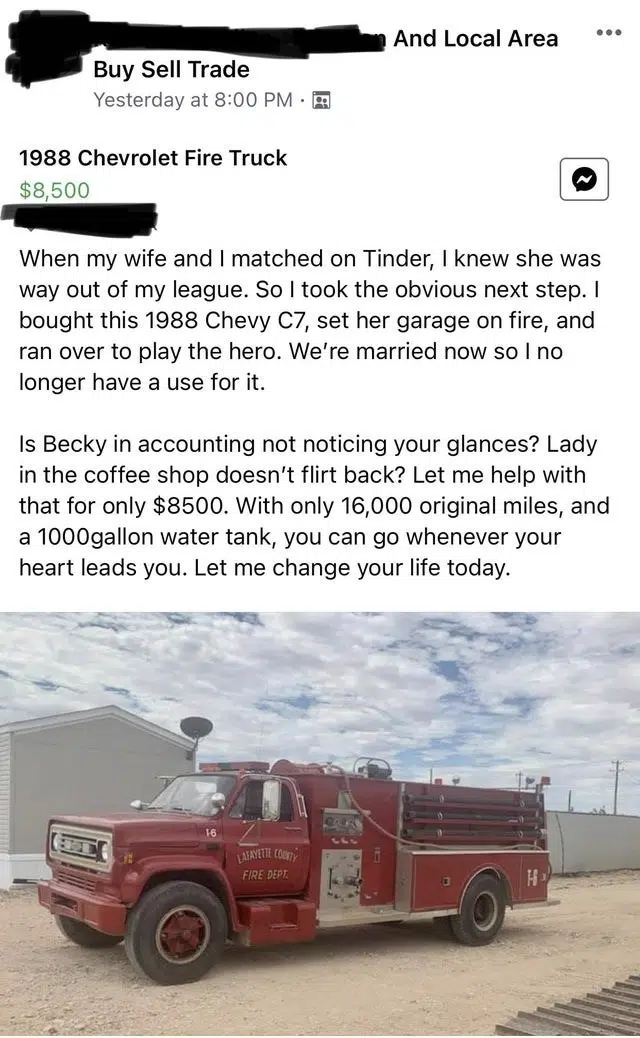 And Local Area
Buy Sell Trade
Yesterday at 8:00 PM ·
1988 Chevrolet Fire Truck
$8,500
When my wife and I matched on Tinder, I knew she was
way out of my league. So I took the obvious next step. I
bought this 1988 Chevy C7, set her garage on fire, and
ran over to play the hero. We’re married now so I no
longer have a use for it.
Is Becky in accounting not noticing your glances? Lady
in the coffee shop doesn’t flirt back? Let me help with
that for only $8500. With only 16,000 original miles, and
a 1000gallon water tank, you can go whenever your
heart leads you. Let me change your life today.
LAFAYETTE COUNTY
FIRE DEPT.